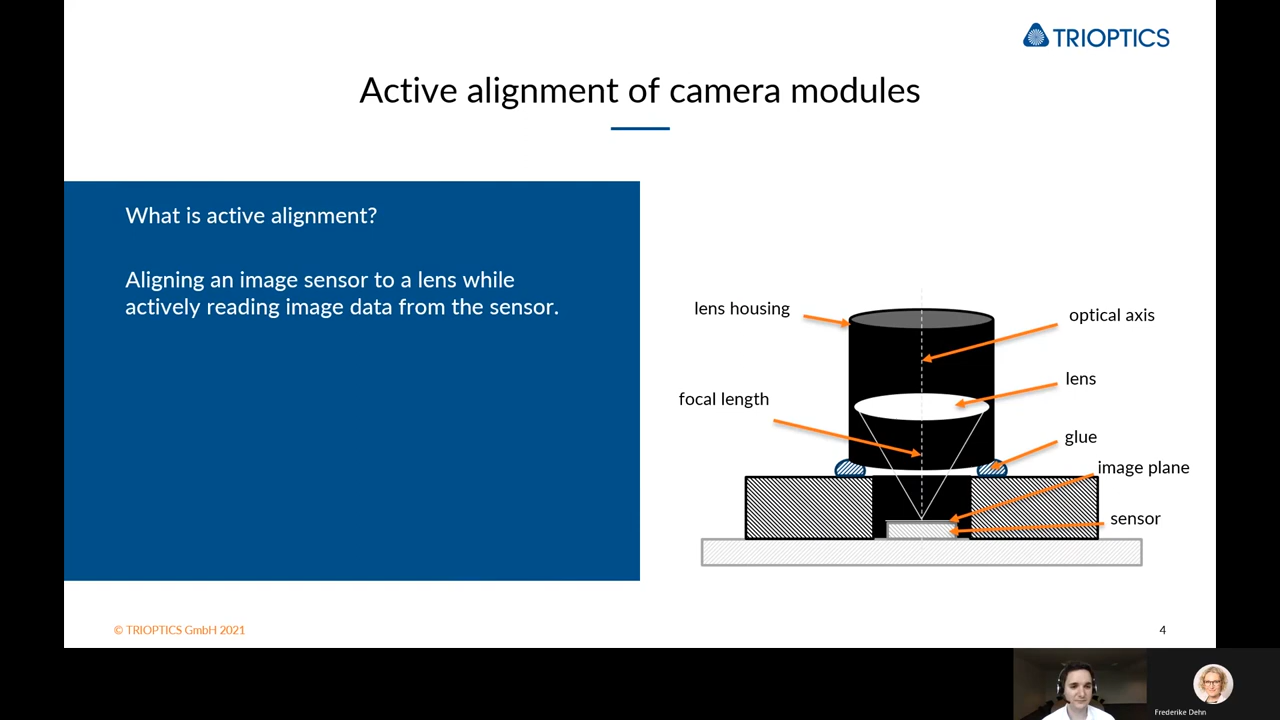 TRIOPTICS
Active alignment of camera modules
What is active alignment?
Aligning an image sensor to a lens while
actively reading image data from the sensor.
lens housing
optical axis
lens
focal length
glue
image plane
sensor
© TRIOPTICS GmbH 2021
4
Frederike Dehn